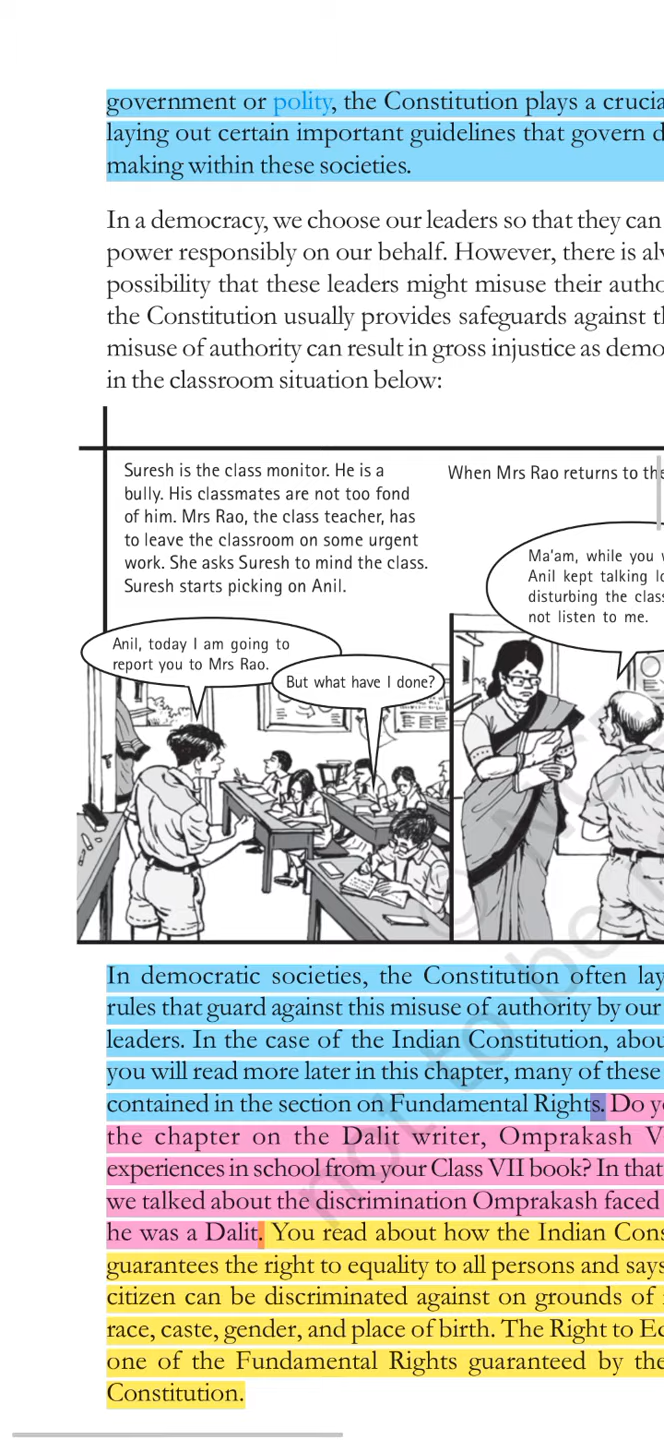 government or polity, the Constitution plays a crucia
laying out certain important guidelines that govern d
making within these societies.
In a democracy, we choose our leaders so that they can
power responsibly on our behalf. However, there is alv
possibility that these leaders might misuse their autho
the Constitution usually provides safeguards against th
misuse of authority can result in gross injustice as demo
in the classroom situation below:
Suresh is the class monitor. He is a
bully. His classmates are not too fond
of him. Mrs Rao, the class teacher, has
to leave the classroom on some urgent
work. She asks Suresh to mind the class.
Suresh starts picking on Anil.
Anil, today I am going to
report you to Mrs Rao.
But what have I done?
When Mrs Rao returns to the
Ma'am, while you w
Anil kept talking lo
disturbing the class
not listen to me.
In democratic societies, the Constitution often lay
rules that guard against this misuse of authority by our
leaders. In the case of the Indian Constitution, abou
you will read more later in this chapter, many of these
contained in the section on Fundamental Rights. Do yo
the chapter on the Dalit writer, Omprakash V
experiences in school from your Class VII book? In that
we talked about the discrimination Omprakash faced
he was a Dalit. You read about how the Indian Cons
guarantees the right to equality to all persons and says
citizen can be discriminated against on grounds of
race, caste, gender, and place of birth. The Right to Eq
one of the Fundamental Rights guaranteed by the
Constitution.
not to be